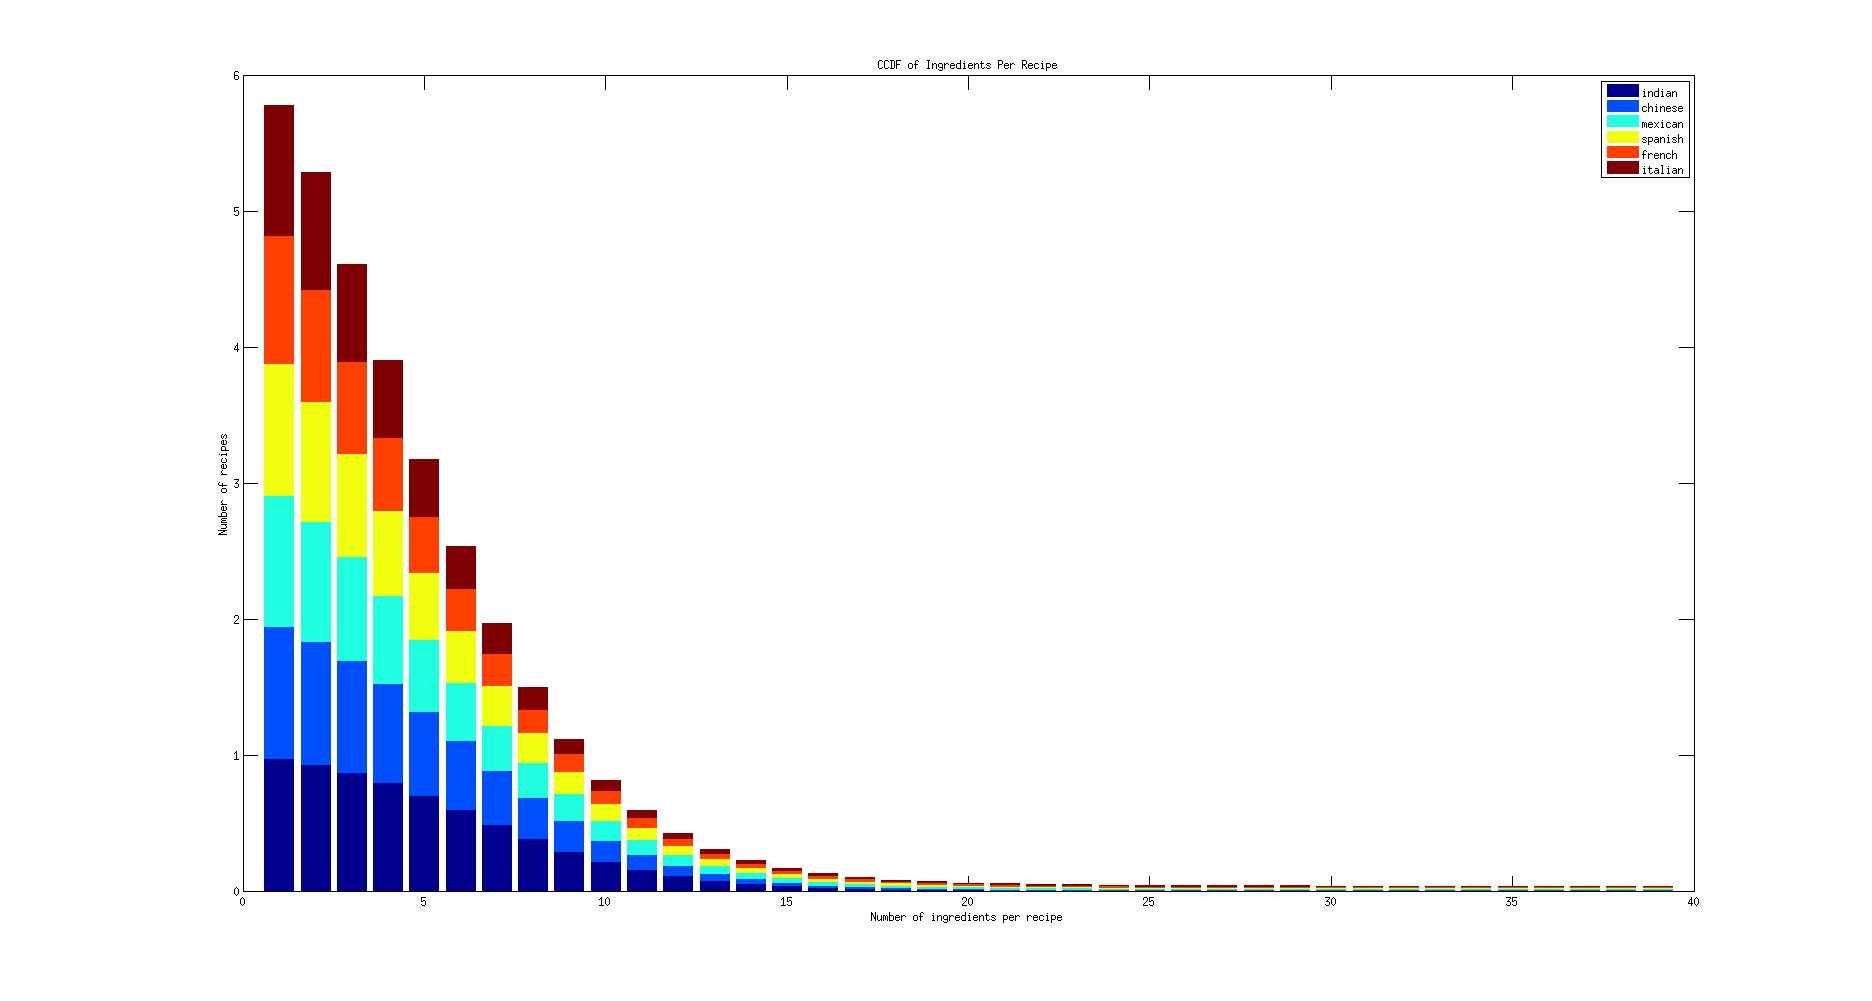 CCDF of Ingredients Per Recipe
6
5
4
3
2
1
0
Number of recipes
indian
chinese
mexican
spanish
french
italian
0 5 10 15 20 25 30 35 40
Number of ingredients per recipe